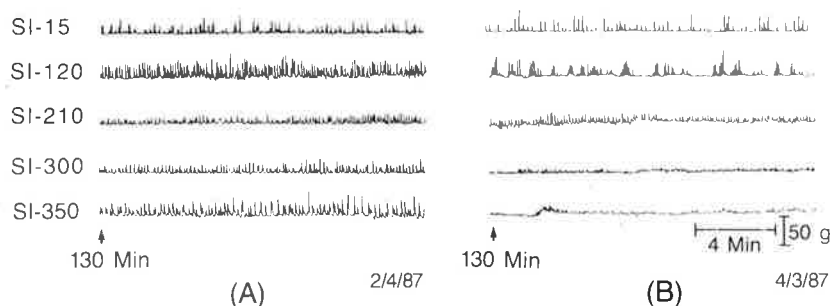 SI-15
SI-120
SI-210
SI-300
SI-350
130 Min
(A)
2/4/87
130 Min
4 Min
50 g
(B)
4/3/87